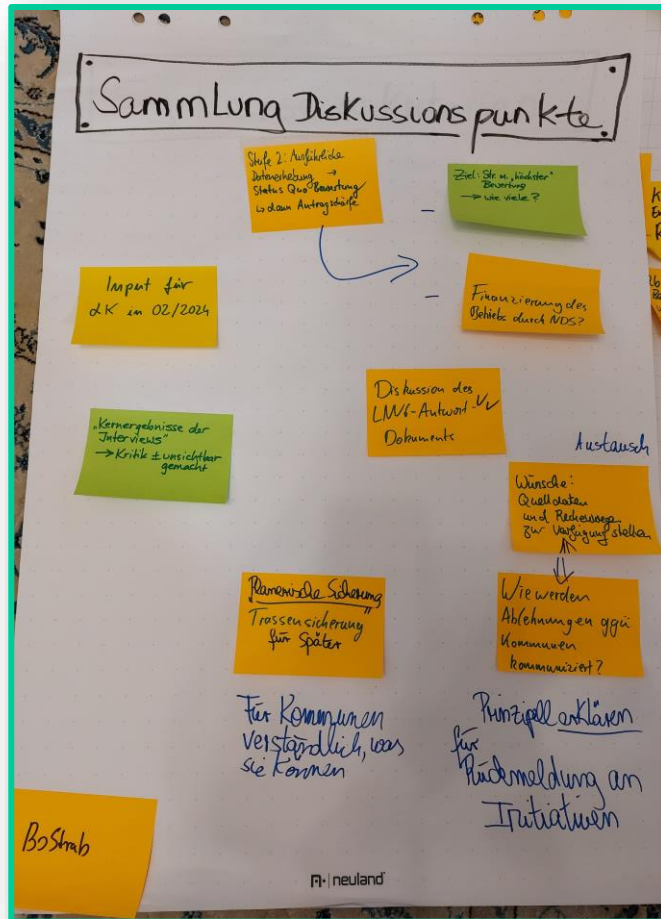 Sammlung Diskussionspunkte
Stufe 2: Ausführliche
Datenerhebung →
Status Quo Bewertung
↳ dann Antragschärfe
– Ziel: Str. m. „höchster"
Bewertung
→ wie viele?
Input für
LK in 02/2024
– Finanzierung des
Betriebs durch NDS?
Diskussion des
LNVG-Antwort-
Dokuments
„Kernergebnisse der
Interviews"
→ Kritik ± unsichtbar
gemacht
Austausch
Wünsche:
Quelldaten
und Rechenwege
zur Verfügung stellen
Planerische Sicherung
Trassensicherung
für Später
Wie werden
Ablehnungen ggü
Kommunen
kommuniziert?
Für Kommunen
verständlich, was
sie können
Prinzipell erklären
für
Rückmeldung an
Initiativen
BoStrab
neuland